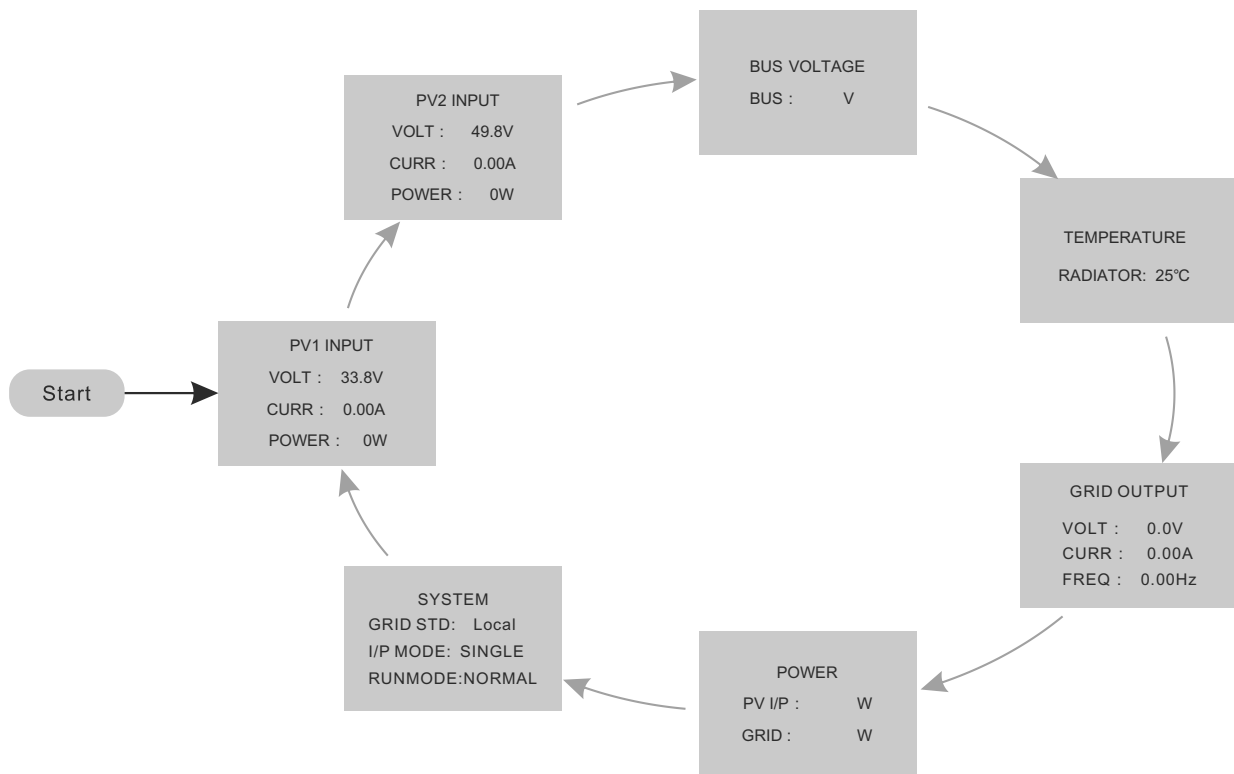 Start
PV1 INPUT
VOLT : 33.8V
CURR : 0.00A
POWER : 0W
PV2 INPUT
VOLT : 49.8V
CURR : 0.00A
POWER : 0W
BUS VOLTAGE
BUS : V
TEMPERATURE
RADIATOR: 25℃
GRID OUTPUT
VOLT : 0.0V
CURR : 0.00A
FREQ : 0.00Hz
POWER
PV I/P : W
GRID : W
SYSTEM
GRID STD: Local
I/P MODE: SINGLE
RUNMODE:NORMAL